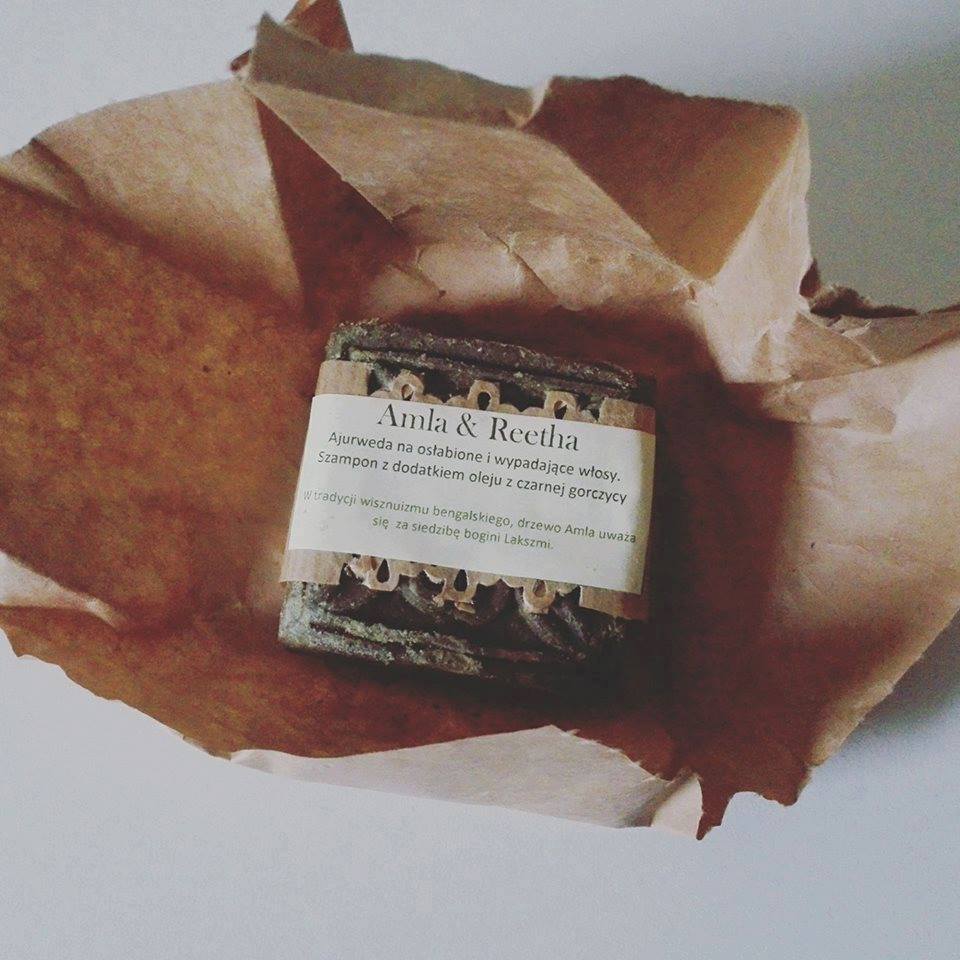 Amla & Reetha
Ajurweda na osłabione i wypadające włosy.
Szampon z dodatkiem oleju z czarnej gorczycy
W tradycji wisznuizmu bengalskiego, drzewo Amla uważa
się za siedzibę bogini Lakszmi.